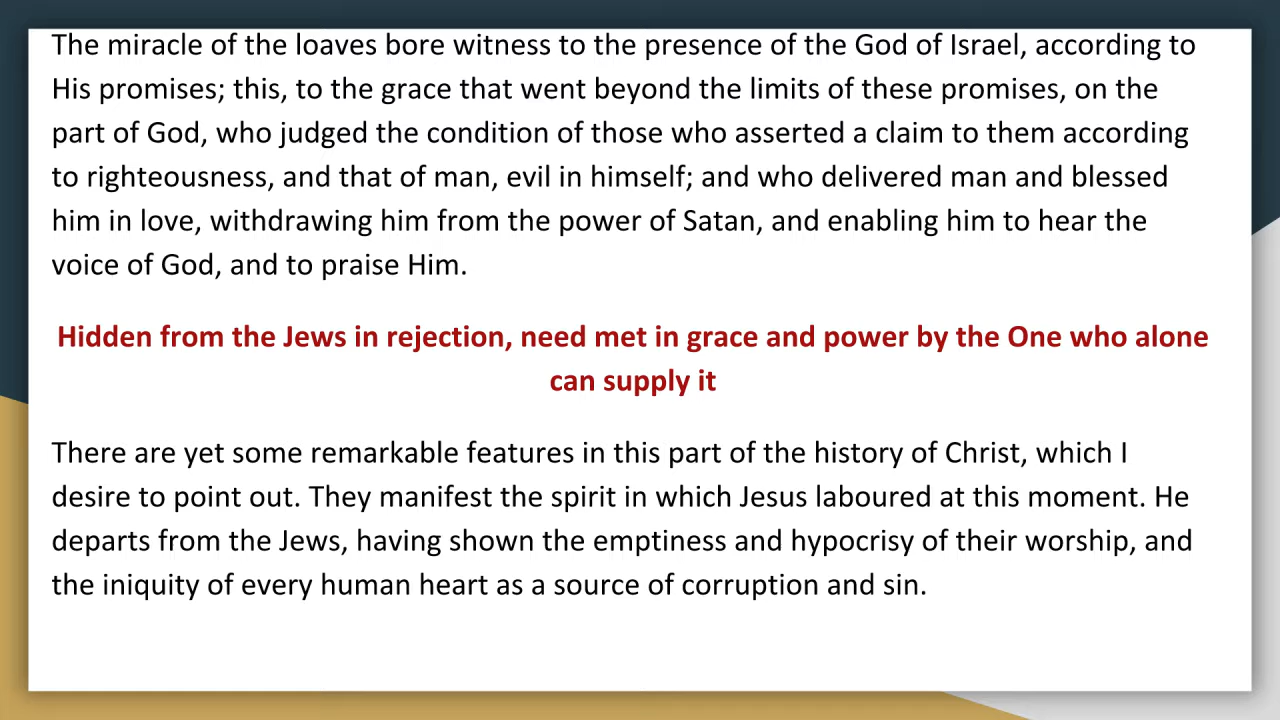 The miracle of the loaves bore witness to the presence of the God of Israel, according to
His promises; this, to the grace that went beyond the limits of these promises, on the
part of God, who judged the condition of those who asserted a claim to them according
to righteousness, and that of man, evil in himself; and who delivered man and blessed
him in love, withdrawing him from the power of Satan, and enabling him to hear the
voice of God, and to praise Him.
Hidden from the Jews in rejection, need met in grace and power by the One who alone
can supply it
There are yet some remarkable features in this part of the history of Christ, which I
desire to point out. They manifest the spirit in which Jesus laboured at this moment. He
departs from the Jews, having shown the emptiness and hypocrisy of their worship, and
the iniquity of every human heart as a source of corruption and sin.